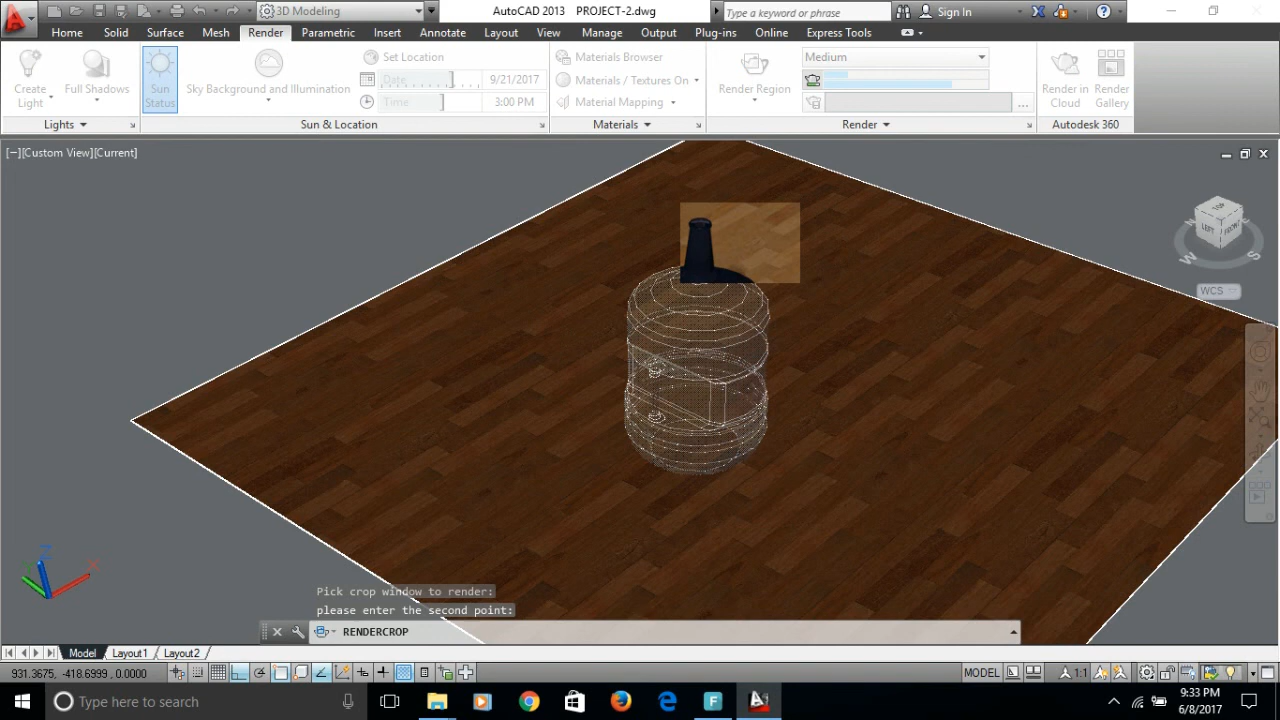 3D Modeling
AutoCAD 2013 PROJECT-2.dwg
Type a keyword or phrase
Sign In
Home Solid Surface Mesh Render Parametric Insert Annotate Layout View Manage Output Plug-ins Online Express Tools
Create Light
Full Shadows
Sun Status
Sky Background and Illumination
Set Location
Date 9/21/2017
Time 3:00 PM
Materials Browser
Materials / Textures On
Material Mapping
Render Region
Medium
...
Render in Cloud
Render Gallery
Lights Sun & Location Materials Render Autodesk 360
[−][Custom View][Current]
TOP
LEFT
FRONT
W
S
WCS
Z
X
Pick crop window to render:
please enter the second point:
RENDERCROP
Model Layout1 Layout2
931.3675, -418.6999 , 0.0000
MODEL
1:1
Type here to search
9:33 PM
6/8/2017